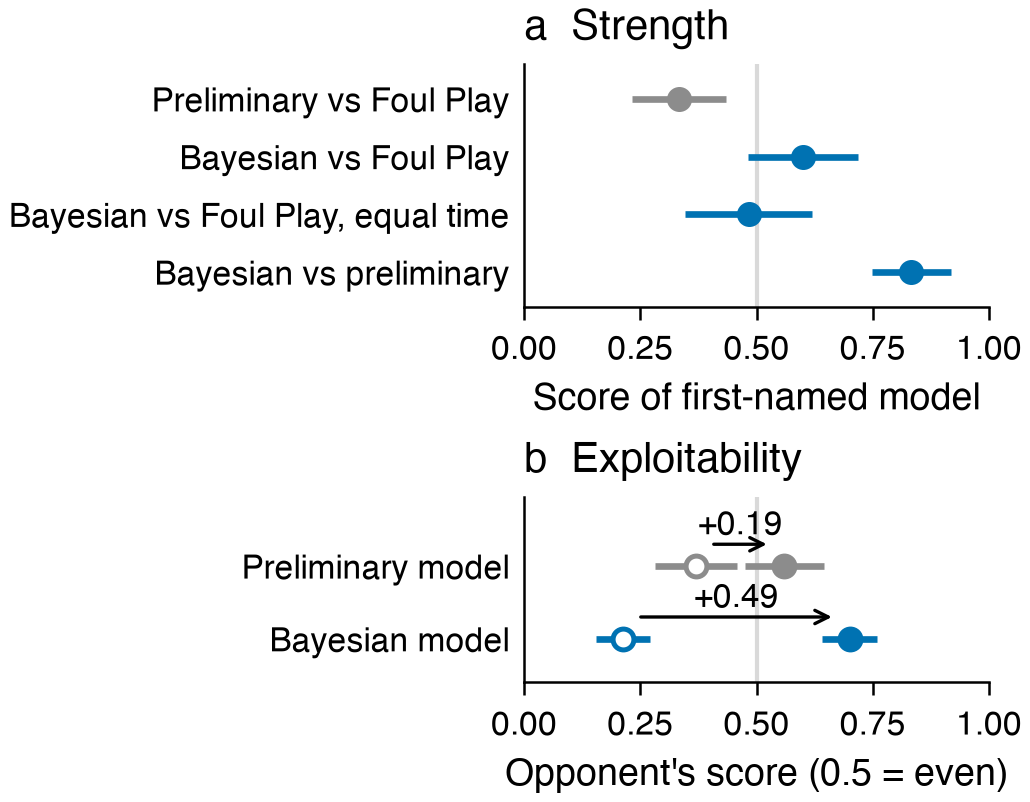 a Strength
Preliminary vs Foul Play
Bayesian vs Foul Play
Bayesian vs Foul Play, equal time
Bayesian vs preliminary
0.00 0.25 0.50 0.75 1.00
Score of first-named model
b Exploitability
+0.19
Preliminary model
+0.49
Bayesian model
0.00 0.25 0.50 0.75 1.00
Opponent's score (0.5 = even)